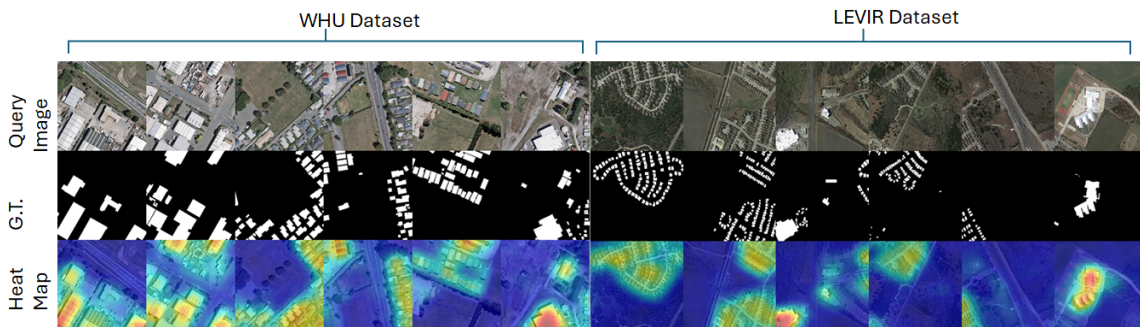 WHU Dataset
LEVIR Dataset
Query
Image
G.T.
Heat
Map